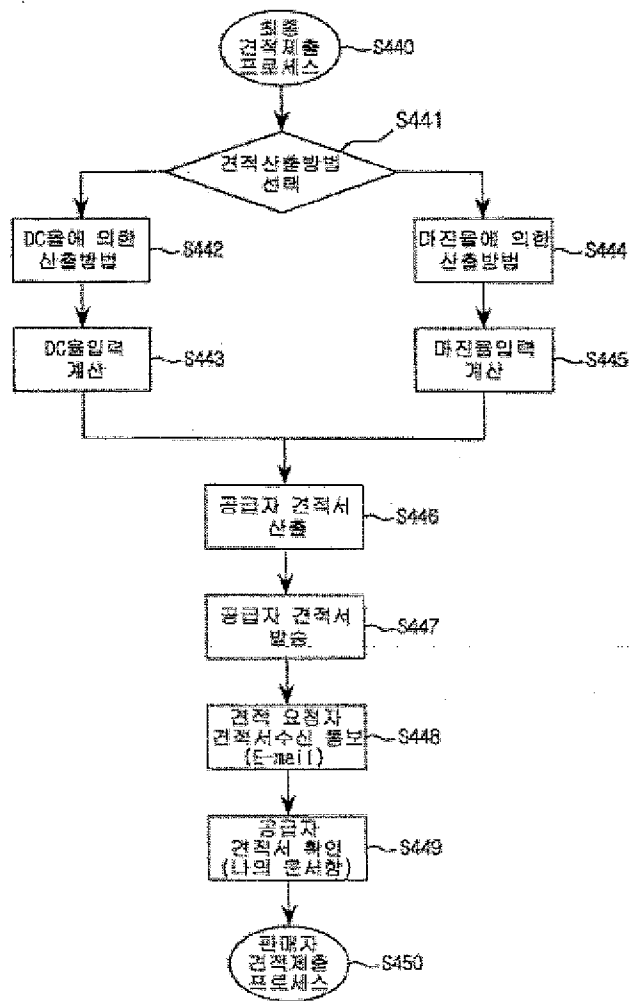 최종
견적제출
프로세스
S440
S441
견적산출방법
선택
DC율에 의한
산출방법
S442
마진율에 의한
산출방법
S444
DC율입력
계산
S443
마진율입력
계산
S445
공급자 견적서
산출
S446
공급자 견적서
발송
S447
견적 요청자
견적서수신 통보
(E-mail)
S448
공급자
견적서 확인
(나의 문서함)
S449
판매자
견적제출
프로세스
S450